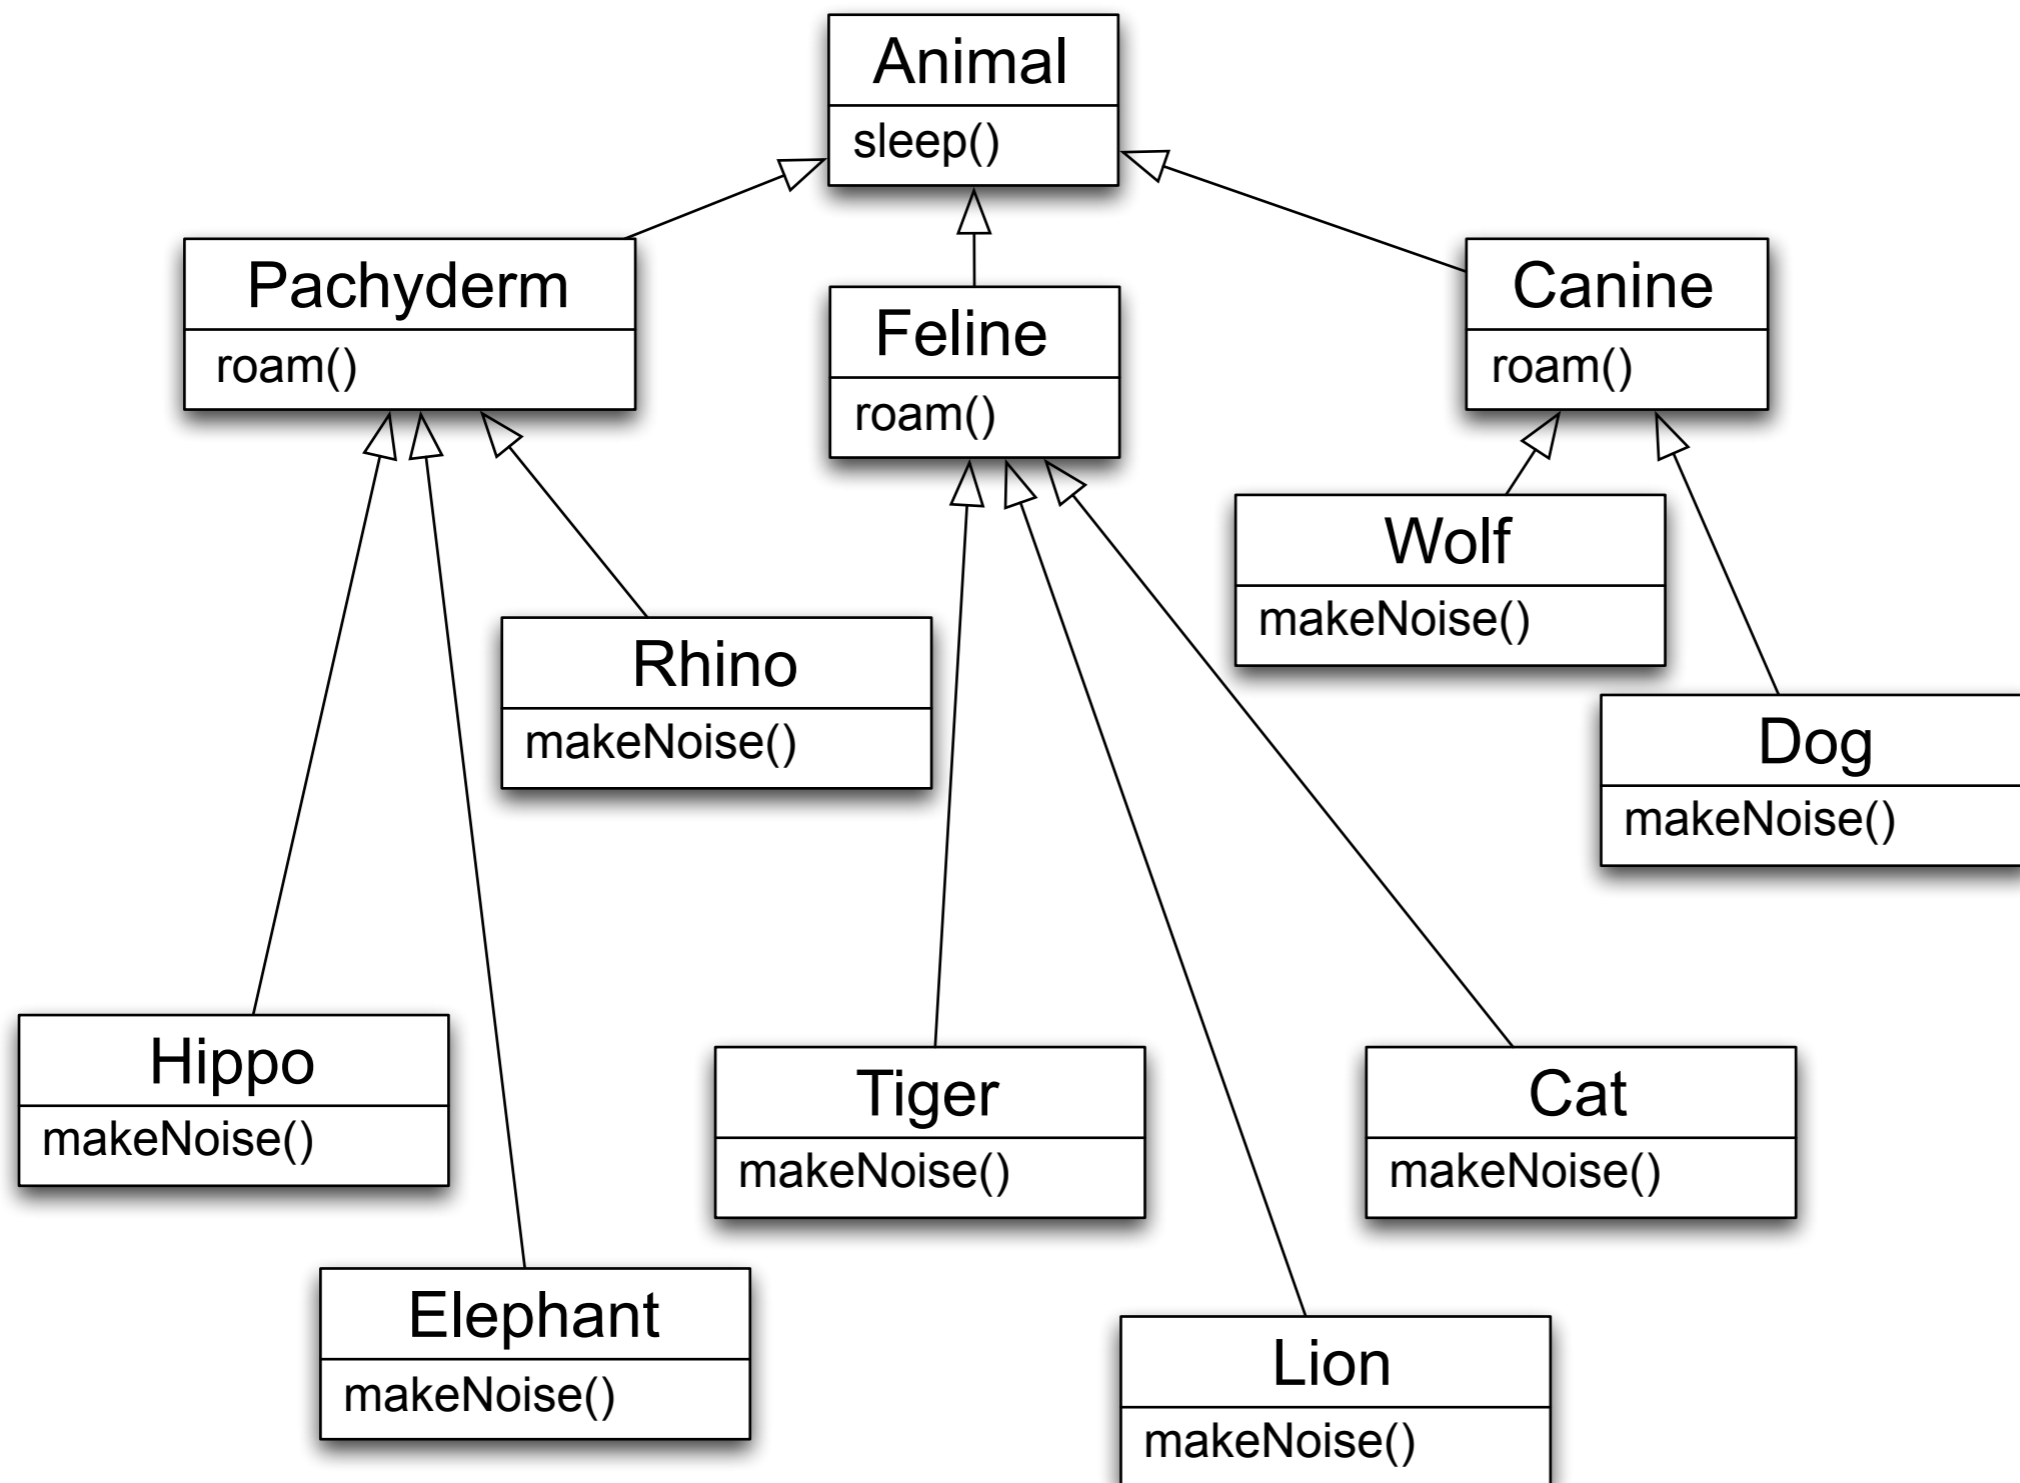 Animal
sleep()
Pachyderm
roam()
Feline
roam()
Canine
roam()
Wolf
makeNoise()
Rhino
makeNoise()
Dog
makeNoise()
Hippo
makeNoise()
Tiger
makeNoise()
Cat
makeNoise()
Elephant
makeNoise()
Lion
makeNoise()